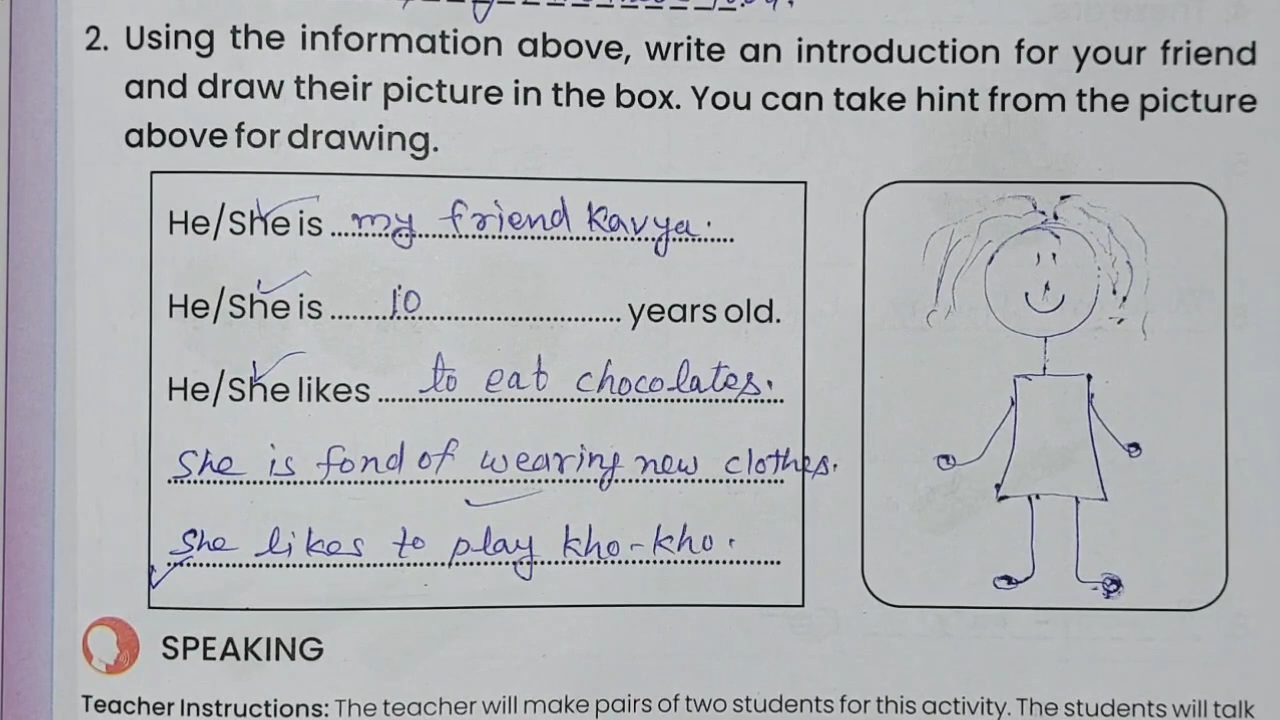 2. Using the information above, write an introduction for your friend
and draw their picture in the box. You can take hint from the picture
above for drawing.
He/She is ...my friend Kavya.
He/She is ...10... years old.
He/She likes ...to eat chocolates.
She is fond of wearing new clothes.
She likes to play kho-kho.
SPEAKING
Teacher Instructions: The teacher will make pairs of two students for this activity. The students will talk